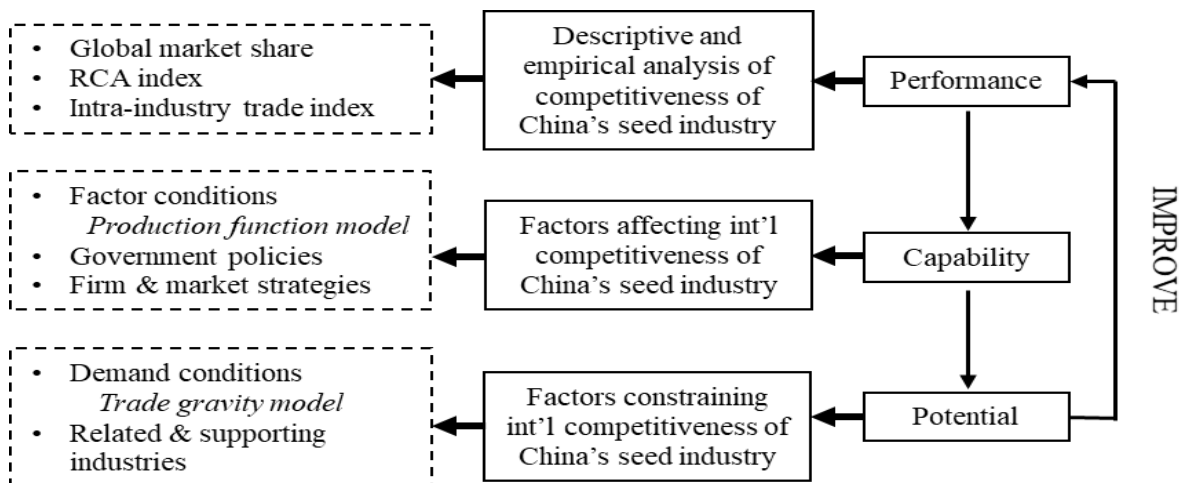 • Global market share
• RCA index
• Intra-industry trade index
Descriptive and
empirical analysis of
competitiveness of
China's seed industry
Performance
• Factor conditions
Production function model
• Government policies
• Firm & market strategies
Factors affecting int'l
competitiveness of
China's seed industry
Capability
• Demand conditions
Trade gravity model
• Related & supporting
industries
Factors constraining
int'l competitiveness of
China's seed industry
Potential
IMPROVE